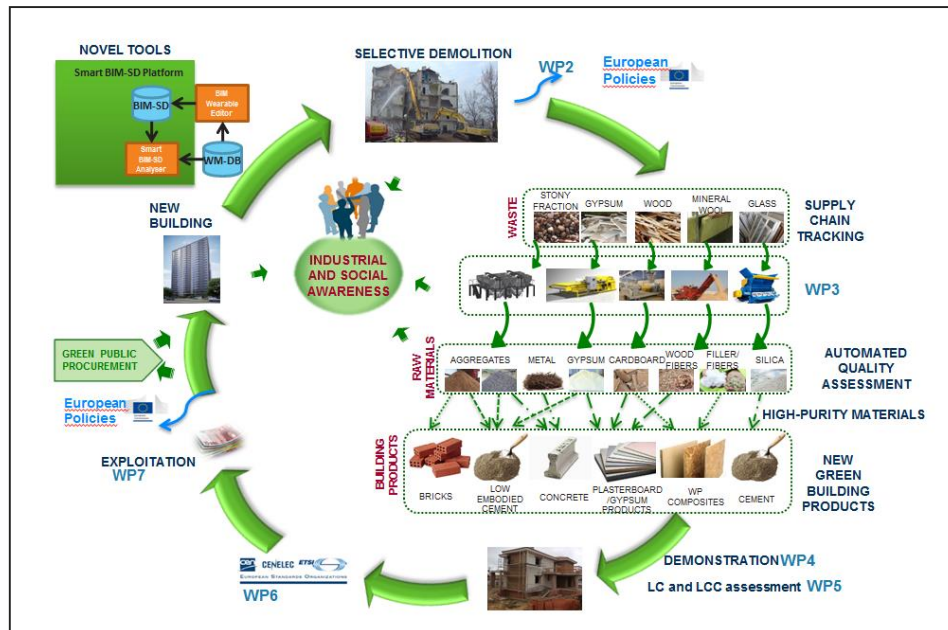 NOVEL TOOLS
Smart BIM-SD Platform
BIM-SD
BIM
Wearable
Editor
Smart
BIM-SD
Analyser
WM-DB
SELECTIVE DEMOLITION
WP2
European
Policies
WASTE
STONY
FRACTION
GYPSUM
WOOD
MINERAL
WOOL
GLASS
SUPPLY
CHAIN
TRACKING
WP3
NEW
BUILDING
INDUSTRIAL
AND SOCIAL
AWARENESS
RAW
MATERIALS
AGGREGATES
METAL
GYPSUM
CARDBOARD
WOOD
FIBERS
FILLER/
FIBERS
SILICA
AUTOMATED
QUALITY
ASSESSMENT
HIGH-PURITY MATERIALS
GREEN PUBLIC
PROCUREMENT
European
Policies
EXPLOITATION
WP7
BUILDING
PRODUCTS
BRICKS
LOW
EMBODIED
CEMENT
CONCRETE
PLASTERBOARD
/GYPSUM
PRODUCTS
WP
COMPOSITES
CEMENT
NEW
GREEN
BUILDING
PRODUCTS
DEMONSTRATION WP4
LC and LCC assessment WP5
cen CENELEC ETSI
EUROPEAN STANDARDS ORGANIZATIONS
WP6